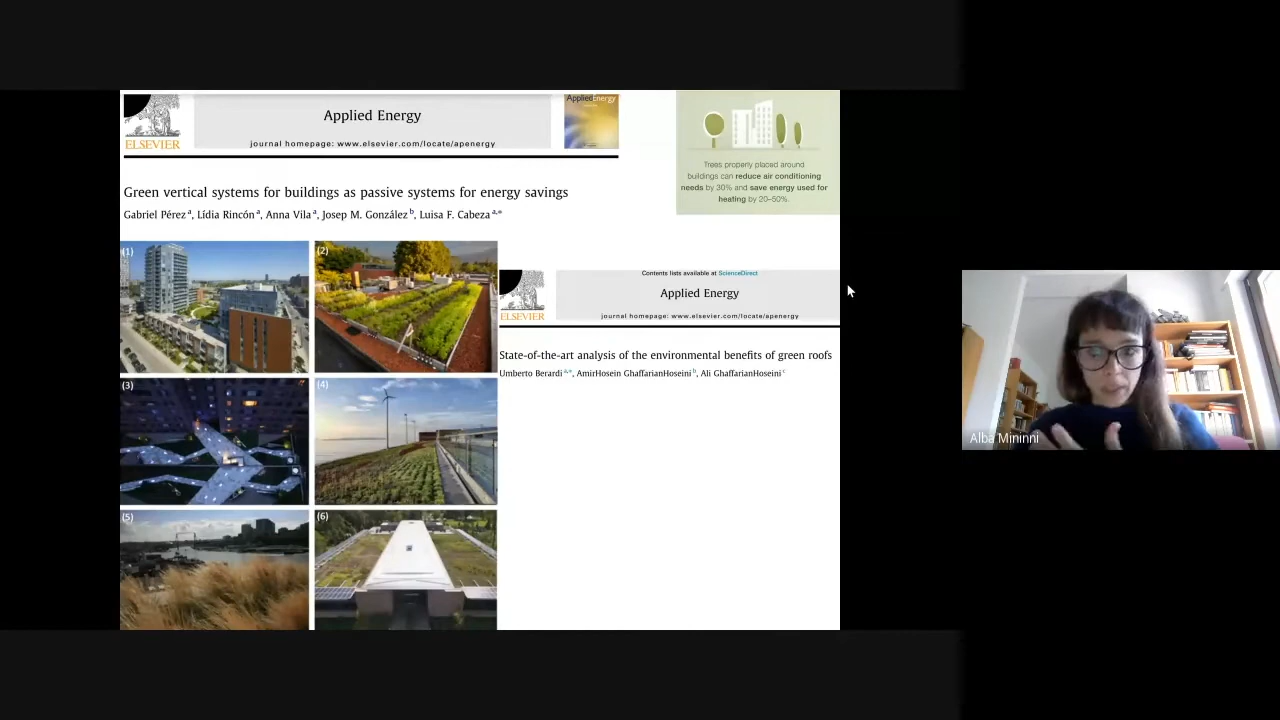 ELSEVIER
Applied Energy
journal homepage: www.elsevier.com/locate/apenergy
AppliedEnergy
Green vertical systems for buildings as passive systems for energy savings
Gabriel Pérez a, Lídia Rincón a, Anna Vila a, Josep M. González b, Luisa F. Cabeza a,*
Trees properly placed around
buildings can reduce air conditioning
needs by 30% and save energy used for
heating by 20–50%.
(1)
(2)
(3)
(4)
(5)
(6)
ELSEVIER
Contents lists available at ScienceDirect
Applied Energy
journal homepage: www.elsevier.com/locate/apenergy
State-of-the-art analysis of the environmental benefits of green roofs
Umberto Berardi a,*, AmirHosein GhaffarianHoseini b, Ali GhaffarianHoseini c
Alba Mininni